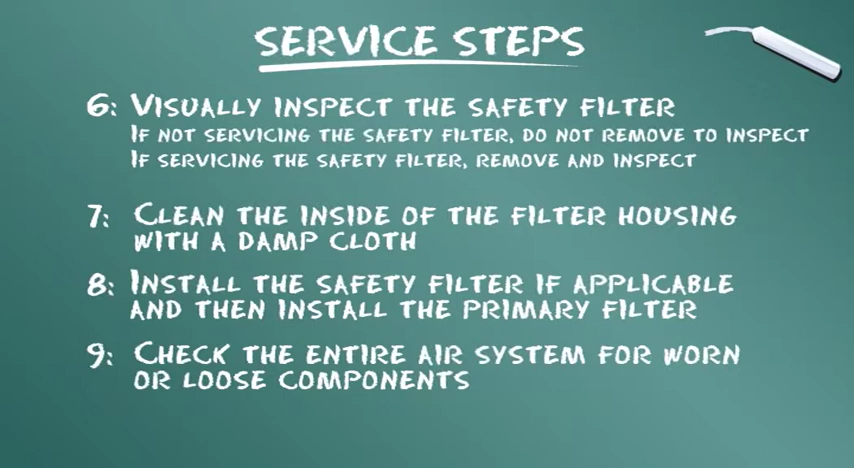 SERVICE STEPS
6: VISUALLY INSPECT THE SAFETY FILTER
IF NOT SERVICING THE SAFETY FILTER, DO NOT REMOVE TO INSPECT
IF SERVICING THE SAFETY FILTER, REMOVE AND INSPECT
7: CLEAN THE INSIDE OF THE FILTER HOUSING
WITH A DAMP CLOTH
8: INSTALL THE SAFETY FILTER IF APPLICABLE
AND THEN INSTALL THE PRIMARY FILTER
9: CHECK THE ENTIRE AIR SYSTEM FOR WORN
OR LOOSE COMPONENTS